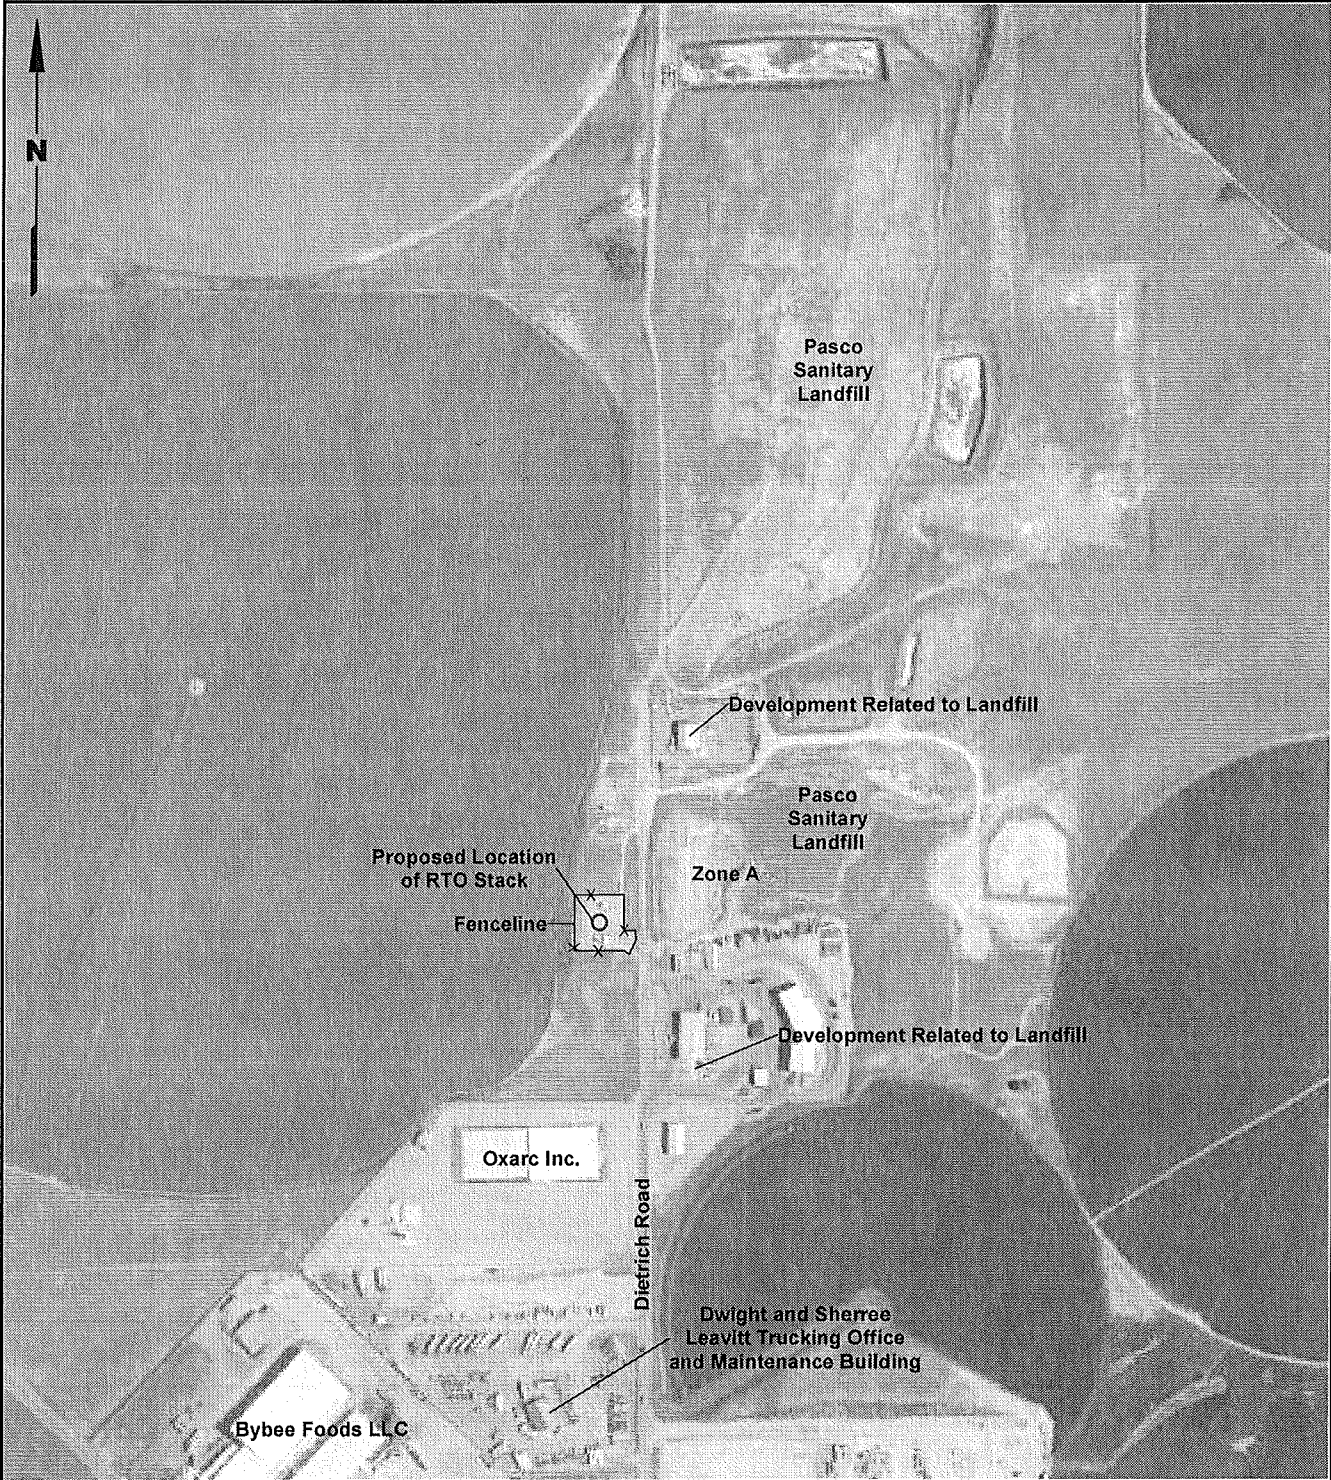 N
Pasco
Sanitary
Landfill
Development Related to Landfill
Pasco
Sanitary
Landfill
Proposed Location
of RTO Stack
Zone A
Fenceline
Development Related to Landfill
Oxarc Inc.
Dietrich Road
Dwight and Sherree
Leavitt Trucking Office
and Maintenance Building
Bybee Foods LLC